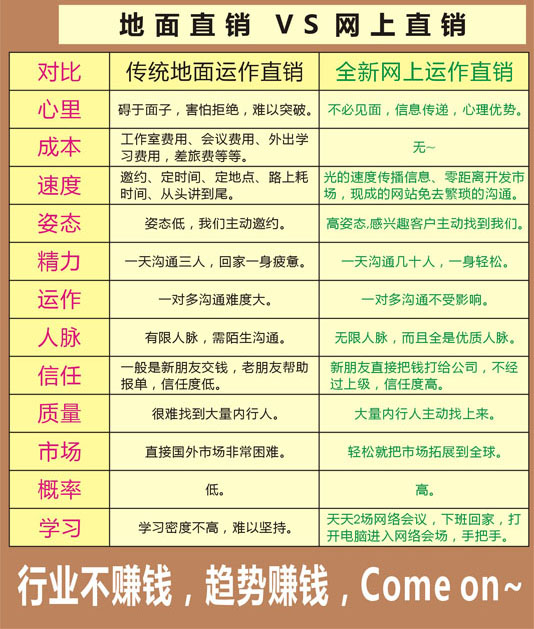 地面直销 VS 网上直销
对比 传统地面运作直销 全新网上运作直销
心里 碍于面子，害怕拒绝，难以突破。 不必见面，信息传递，心理优势。
成本 工作室费用、会议费用、外出学
习费用，差旅费等等。 无~
速度 邀约、定时间、定地点、路上耗
时间、从头讲到尾。 光的速度传播信息、零距离开发市
场，现成的网站免去繁琐的沟通。
姿态 姿态低，我们主动邀约。 高姿态,感兴趣客户主动找到我们。
精力 一天沟通三人，回家一身疲意。 一天沟通几十人，一身轻松。
运作 一对多沟通难度大。 一对多沟通不受影响。
人脉 有限人脉，需陌生沟通。 无限人脉，而且全是优质人脉。
信任 一般是新朋友交钱，老朋友帮助
报单，信任度低。 新朋友直接把钱打给公司，不经
过上级，信任度高。
质量 很难找到大量内行人。 大量内行人主动找上来。
市场 直接国外市场非常困难。 轻松就把市场拓展到全球。
概率 低。 高。
学习 学习密度不高，难以坚持。 天天2场网络会议，下班回家，打
开电脑进入网络会场，手把手。
行业不赚钱，趋势赚钱，Come on~